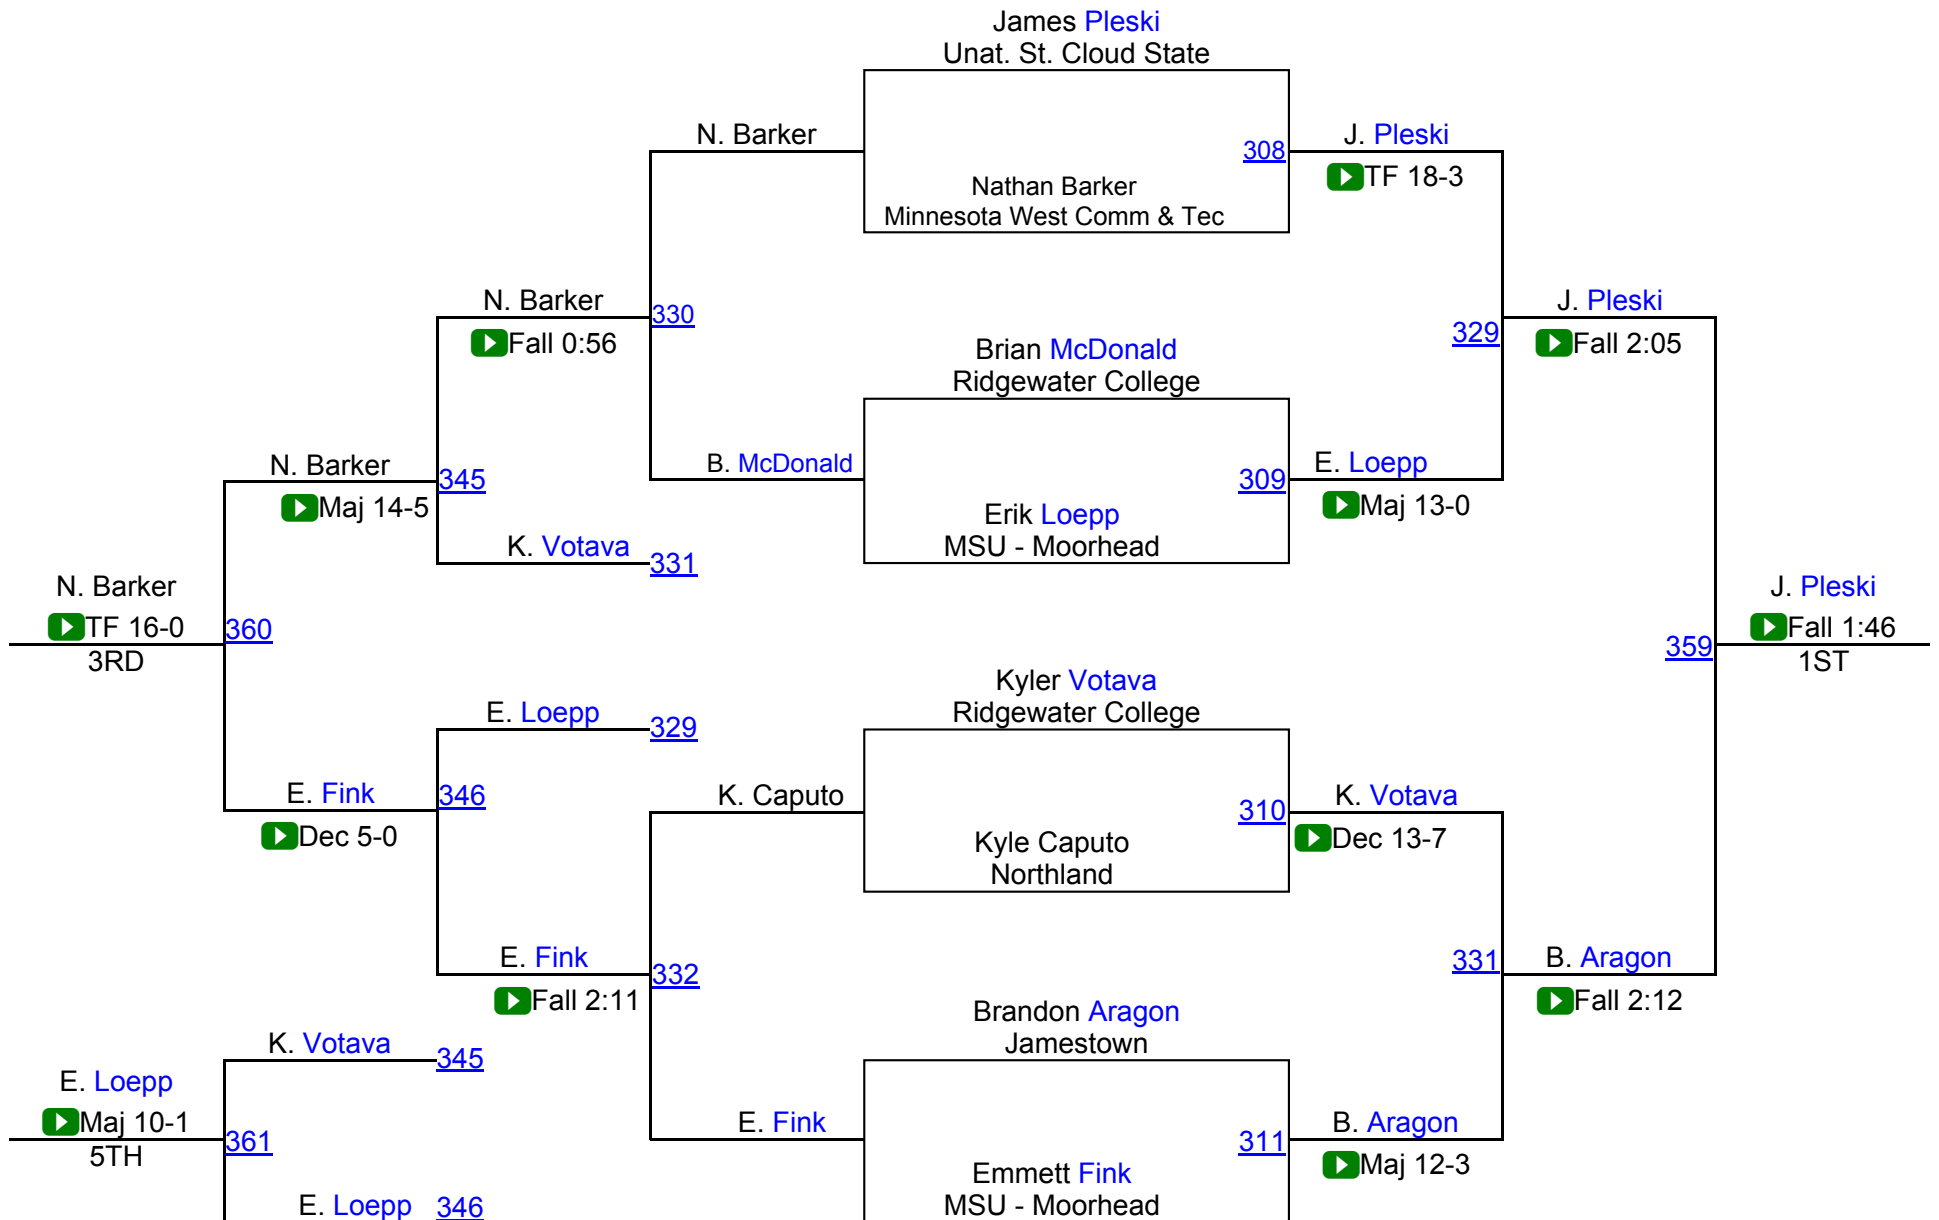 James Pleski
Unat. St. Cloud State
N. Barker
308
J. Pleski
TF 18-3
Nathan Barker
Minnesota West Comm & Tec
N. Barker
330
Fall 0:56
J. Pleski
329
Fall 2:05
Brian McDonald
Ridgewater College
B. McDonald
309
E. Loepp
Maj 13-0
Erik Loepp
MSU - Moorhead
N. Barker
345
Maj 14-5
K. Votava
331
N. Barker
TF 16-0
360
3RD
J. Pleski
Fall 1:46
359
1ST
Kyler Votava
Ridgewater College
E. Loepp
329
E. Fink
346
Dec 5-0
K. Caputo
310
K. Votava
Dec 13-7
Kyle Caputo
Northland
E. Fink
332
Fall 2:11
331
B. Aragon
Fall 2:12
Brandon Aragon
Jamestown
K. Votava
345
E. Loepp
Maj 10-1
361
5TH
E. Fink
311
B. Aragon
Maj 12-3
Emmett Fink
MSU - Moorhead
E. Loepp
346